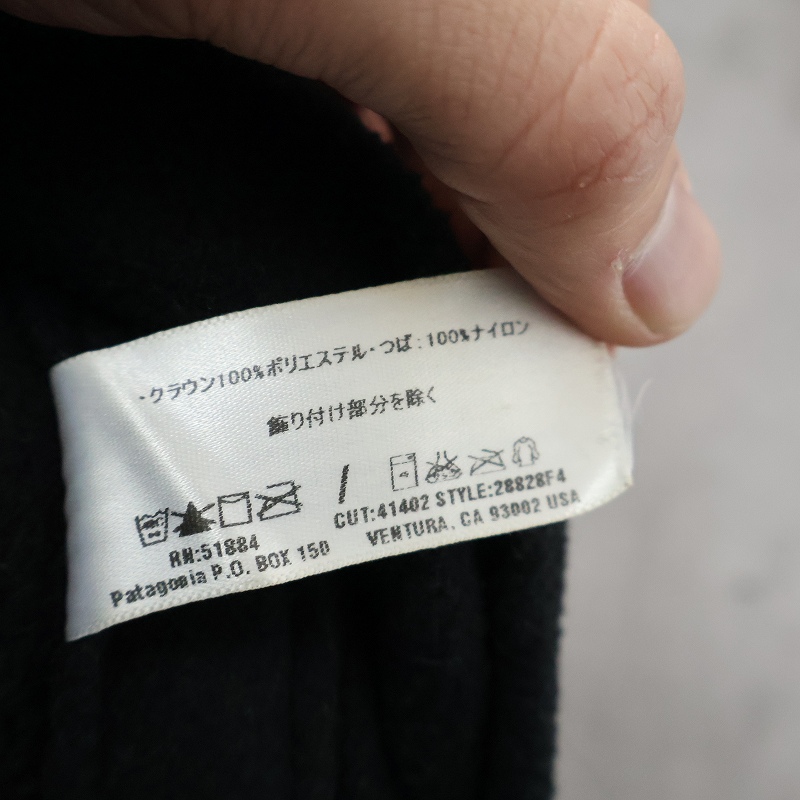 ・クラウン100%ポリエステル・つば:100%ナイロン
飾り付け部分を除く
RN:51884 CUT:41402 STYLE:28828F4
Patagonia P.O. BOX 150 VENTURA, CA 93002 USA